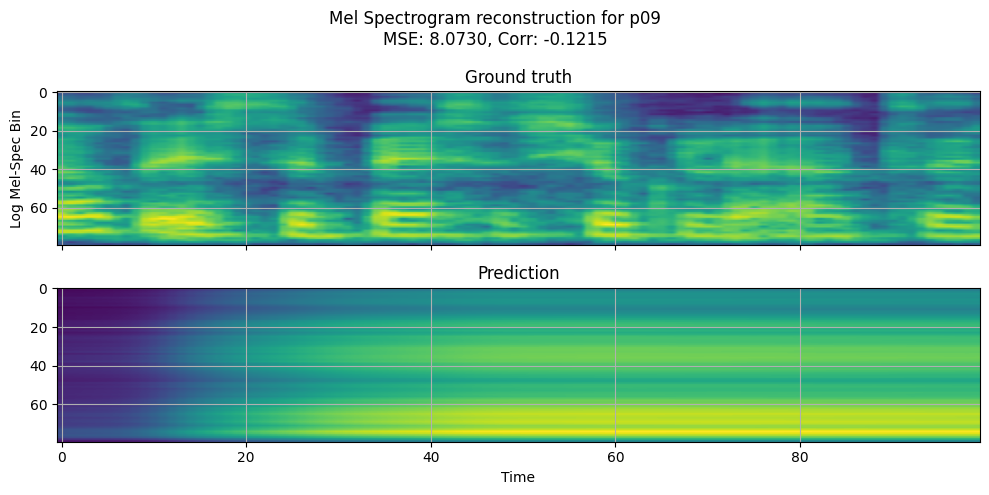 Mel Spectrogram reconstruction for p09
MSE: 8.0730, Corr: -0.1215
Ground truth
0
20
40
60
Log Mel-Spec Bin
Prediction
0
20
40
60
0 20 40 60 80
Time